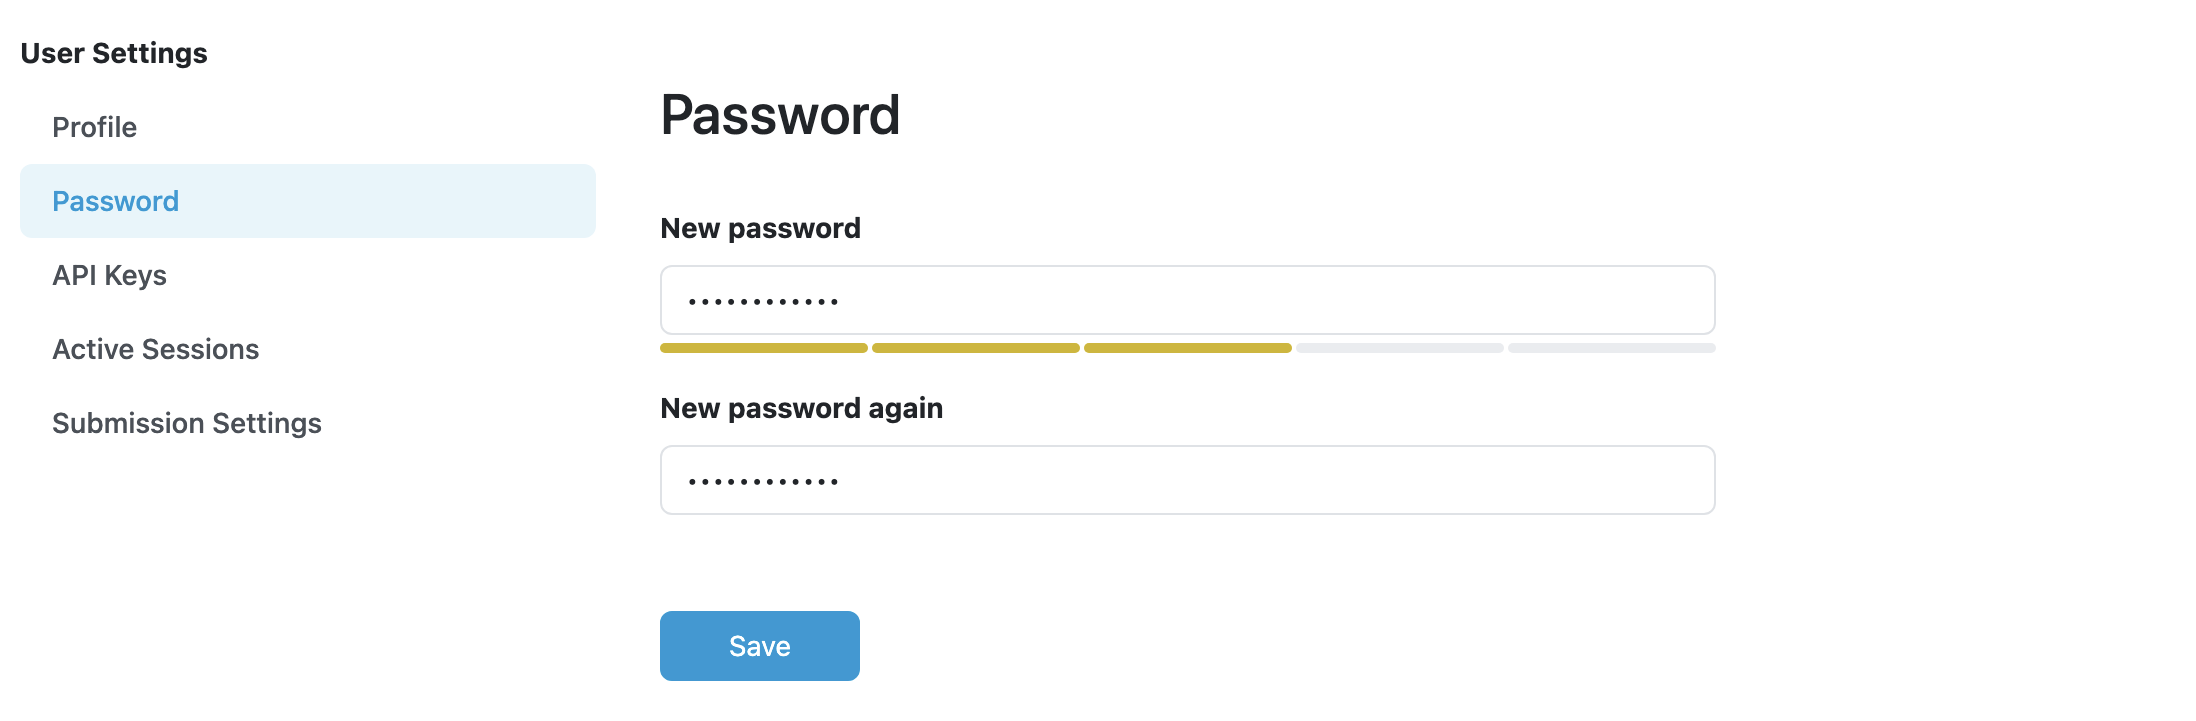 User Settings
Profile
Password
API Keys
Active Sessions
Submission Settings
Password
New password
••••••••••••
New password again
••••••••••••
Save